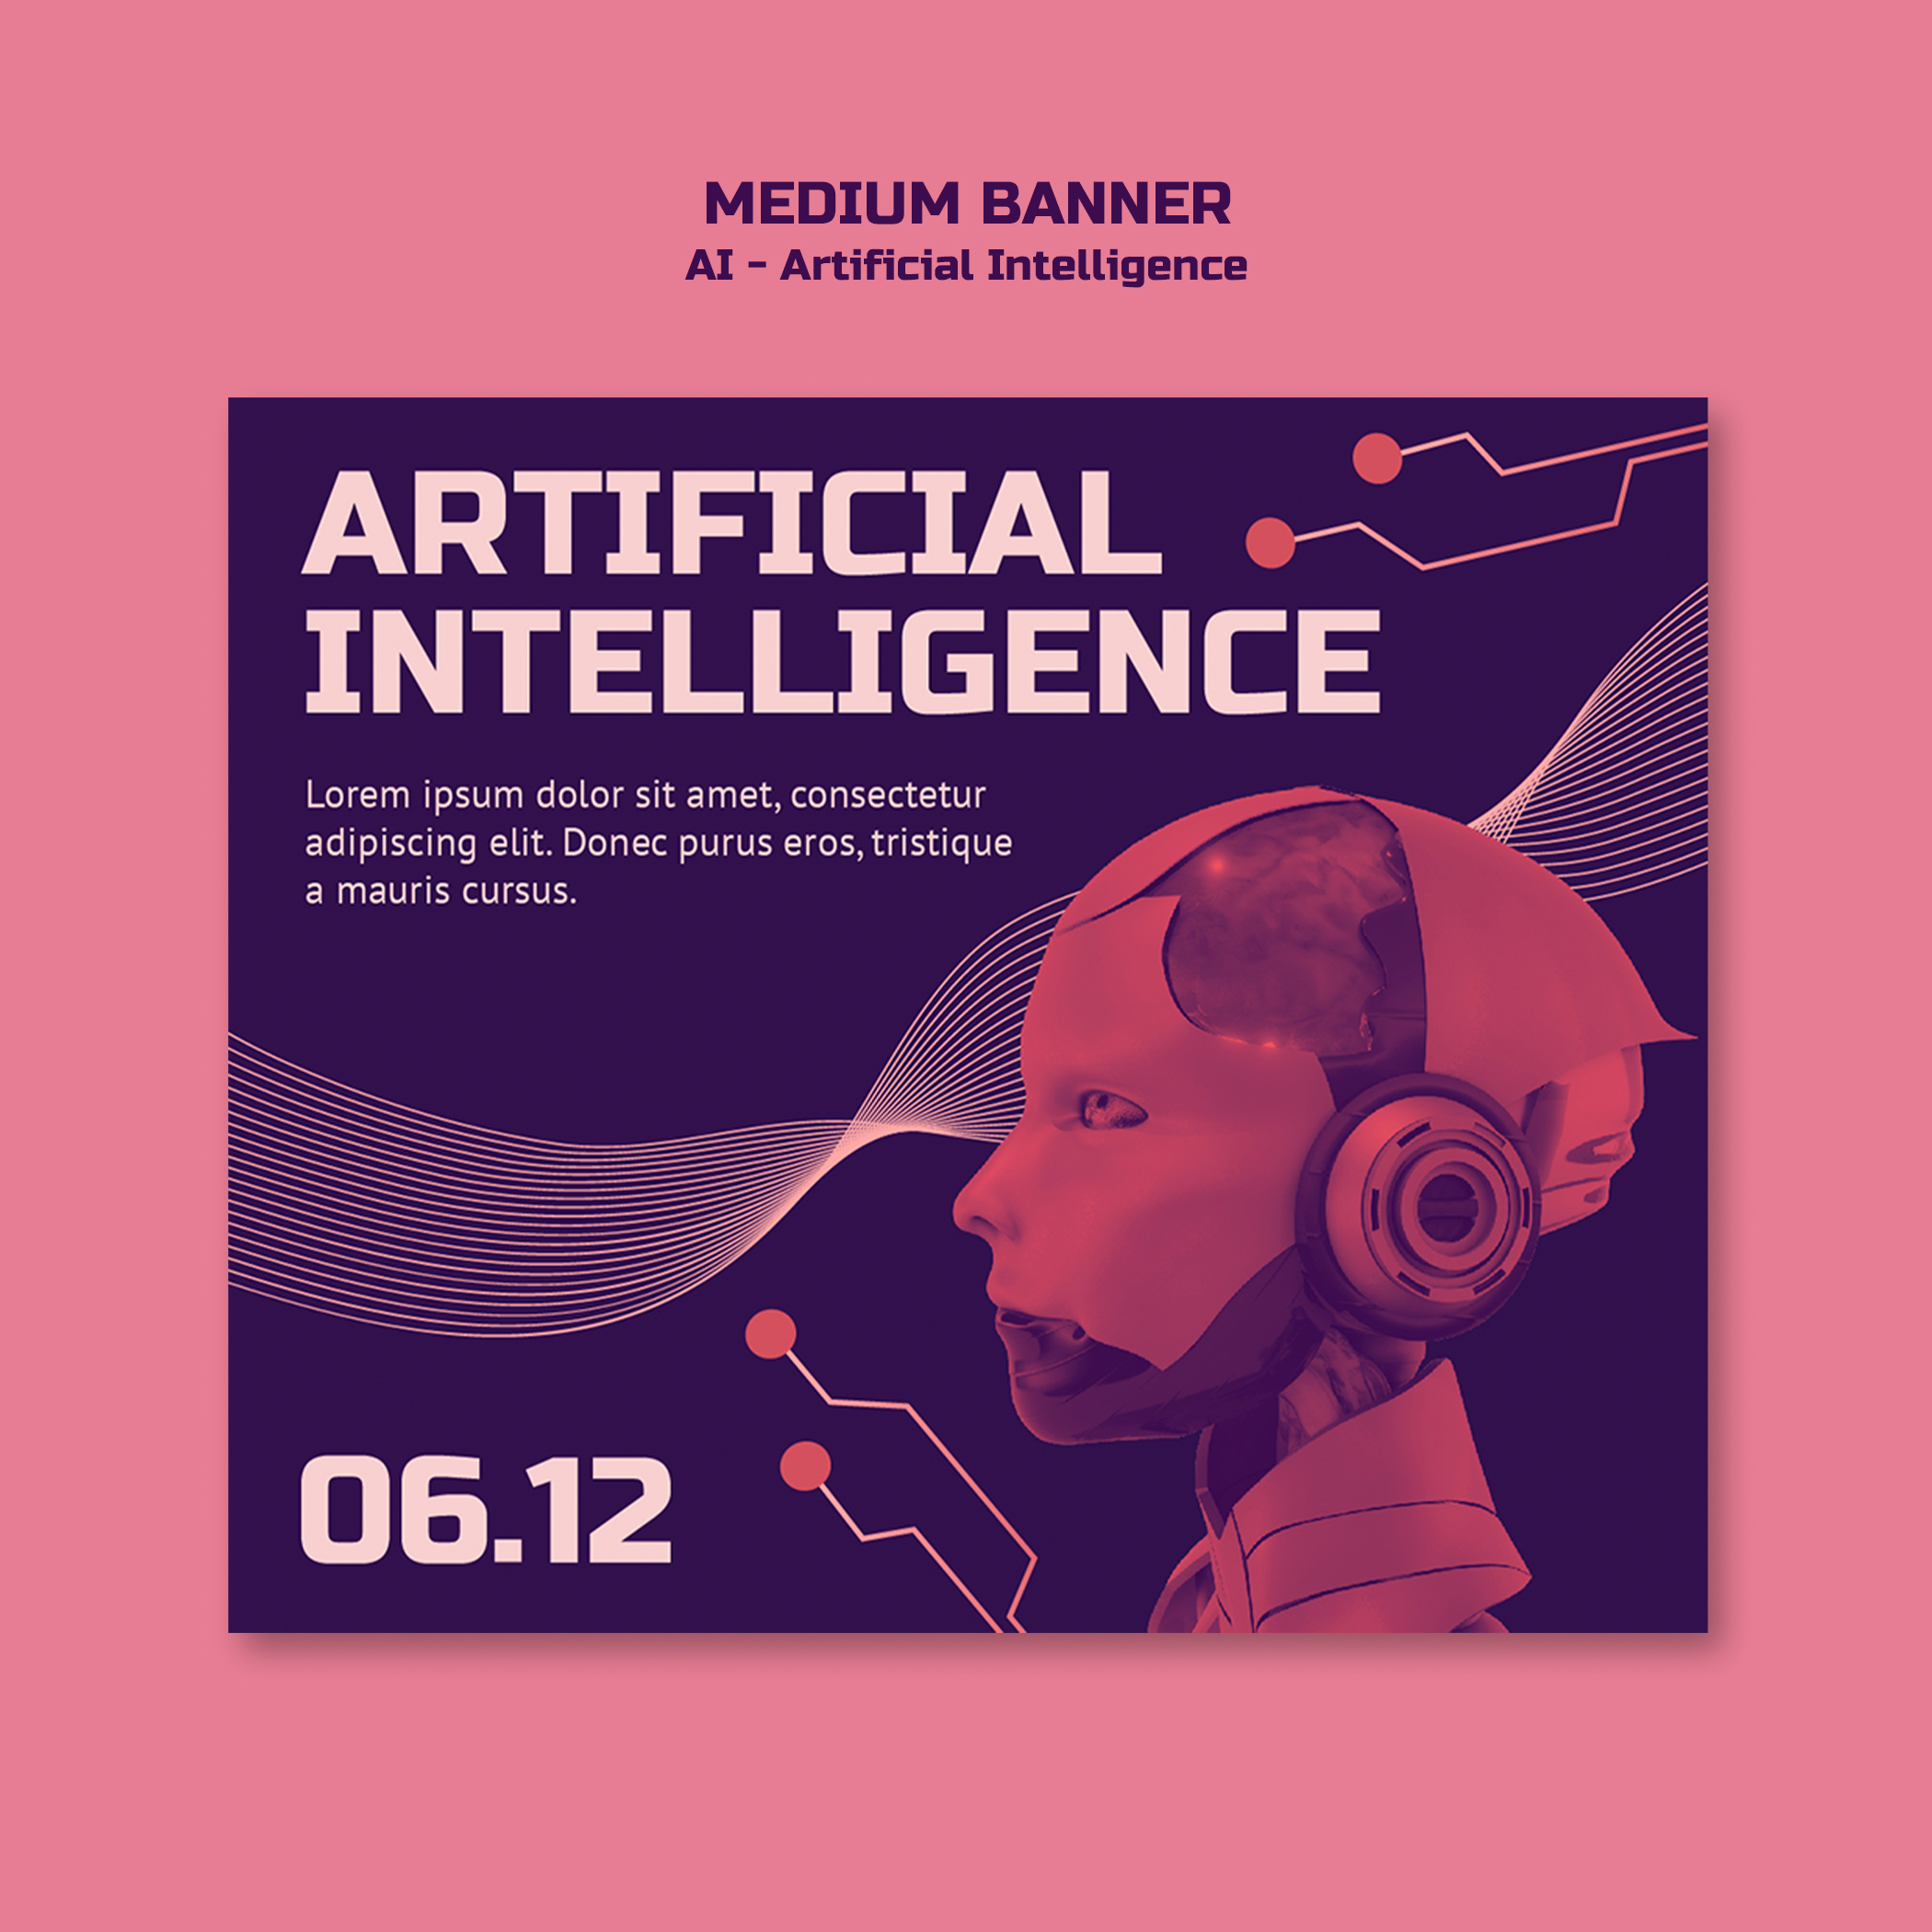 MEDIUM BANNER
AI - Artificial Intelligence
ARTIFICIAL
INTELLIGENCE
Lorem ipsum dolor sit amet, consectetur
adipiscing elit. Donec purus eros, tristique
a mauris cursus.
06.12